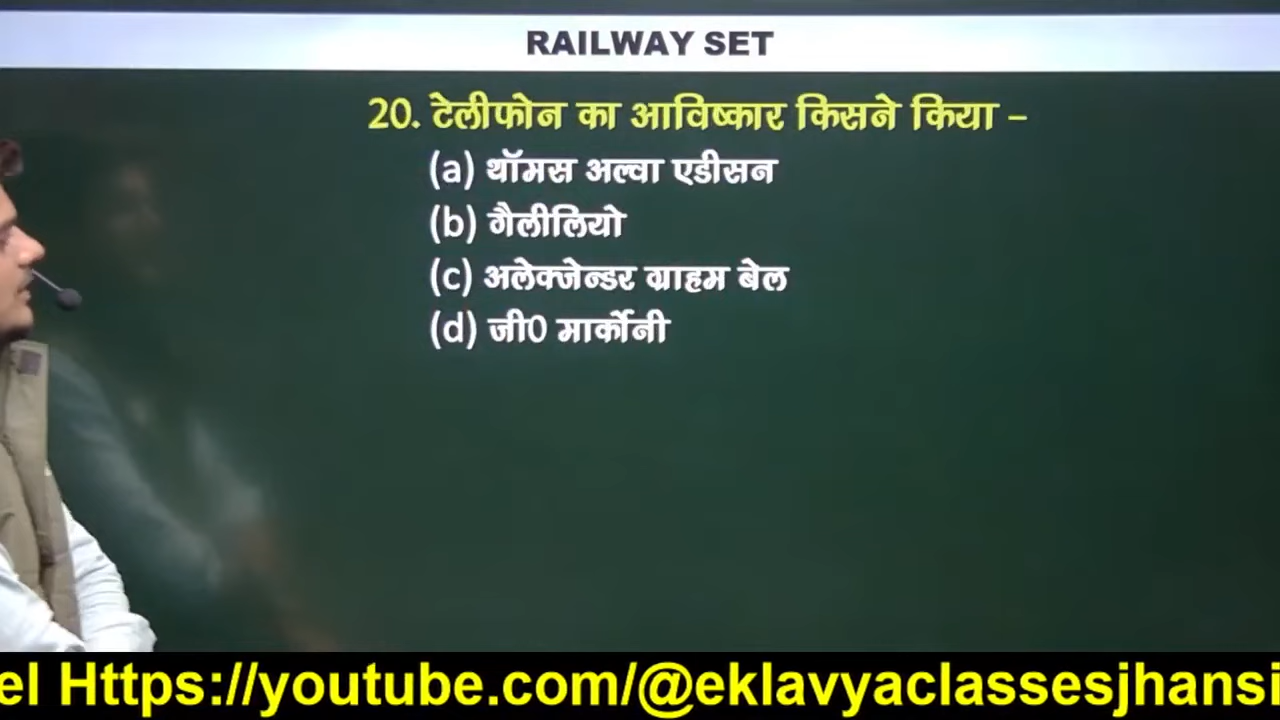 RAILWAY SET
20. टेलीफोन का आविष्कार किसने किया –
(a) थॉमस अल्वा एडीसन
(b) गैलीलियो
(c) अलेक्जेन्डर ग्राहम बेल
(d) जी0 मार्कोनी
el Https://youtube.com/@eklavyaclassesjhansi